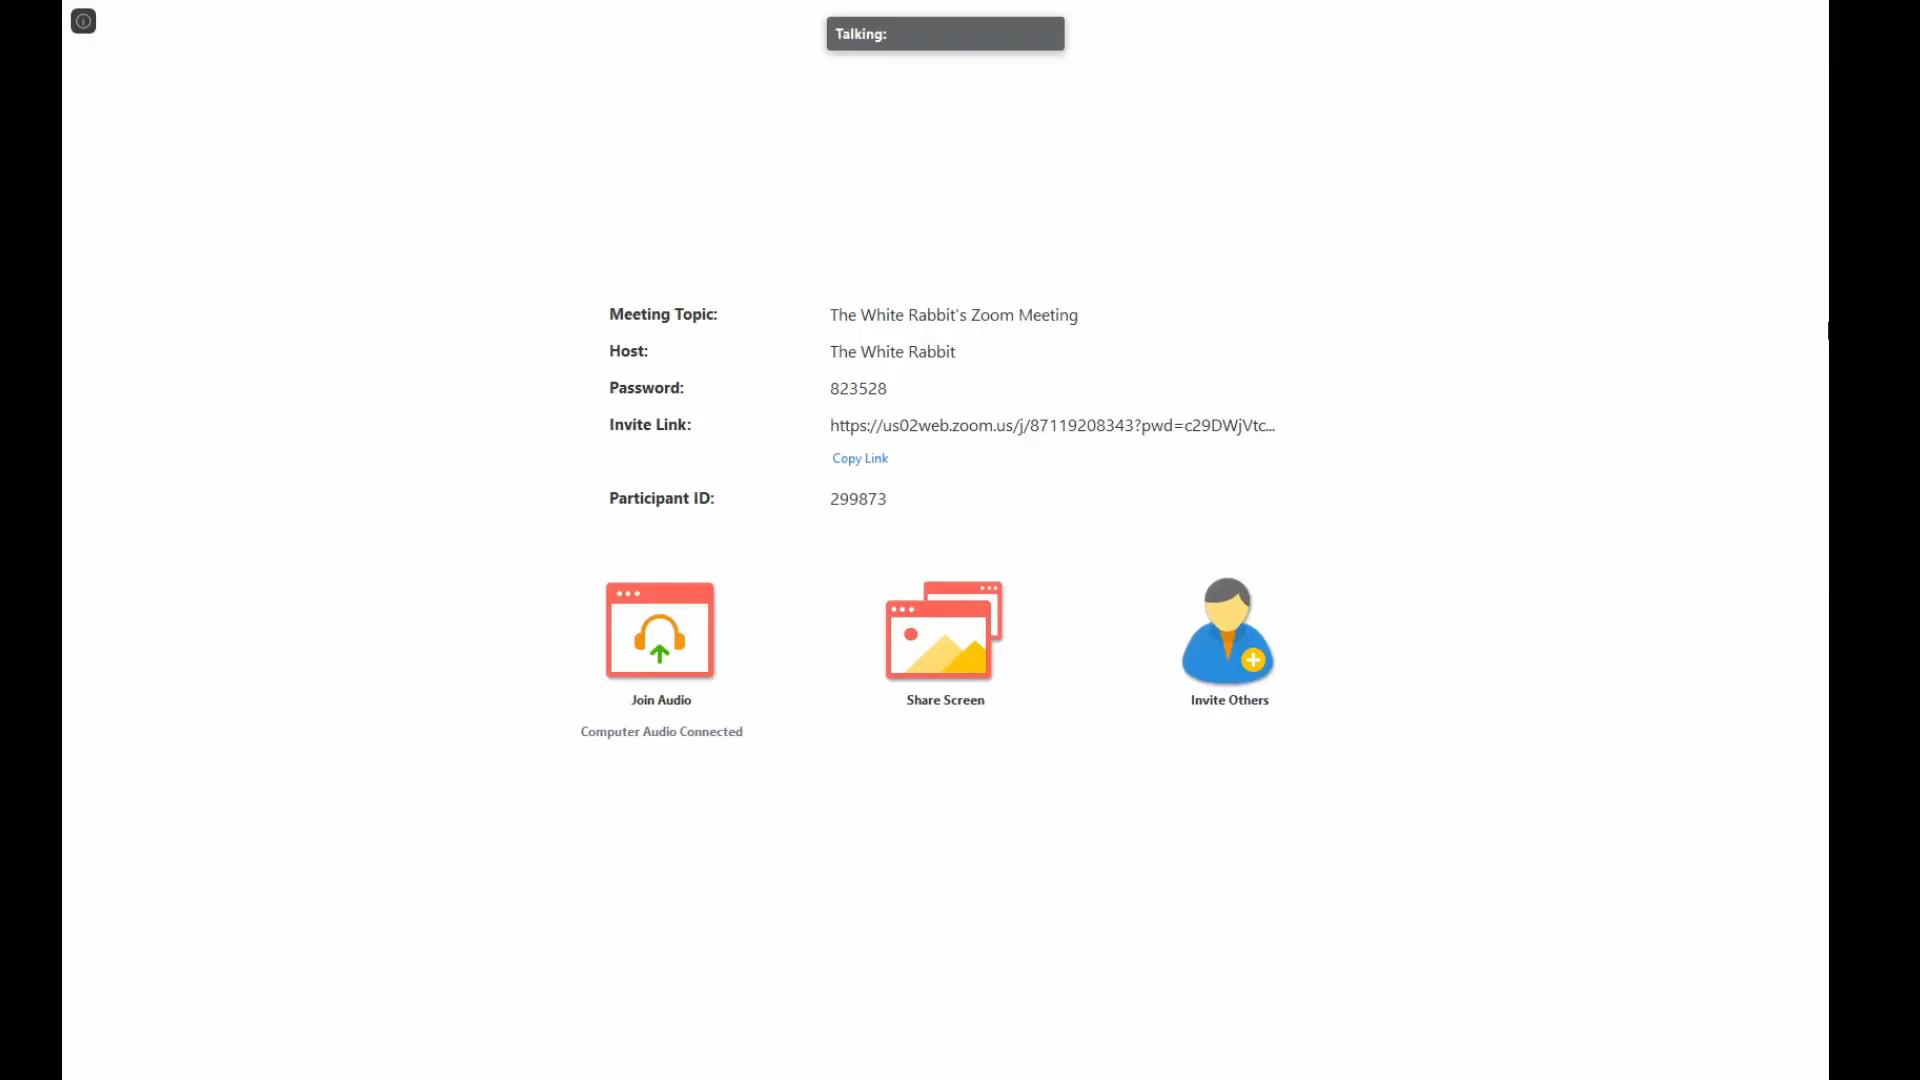 Talking:
Meeting Topic: The White Rabbit's Zoom Meeting
Host: The White Rabbit
Password: 823528
Invite Link: https://us02web.zoom.us/j/87119208343?pwd=c29DWjVtc...
Copy Link
Participant ID: 299873
Join Audio
Share Screen
Invite Others
Computer Audio Connected